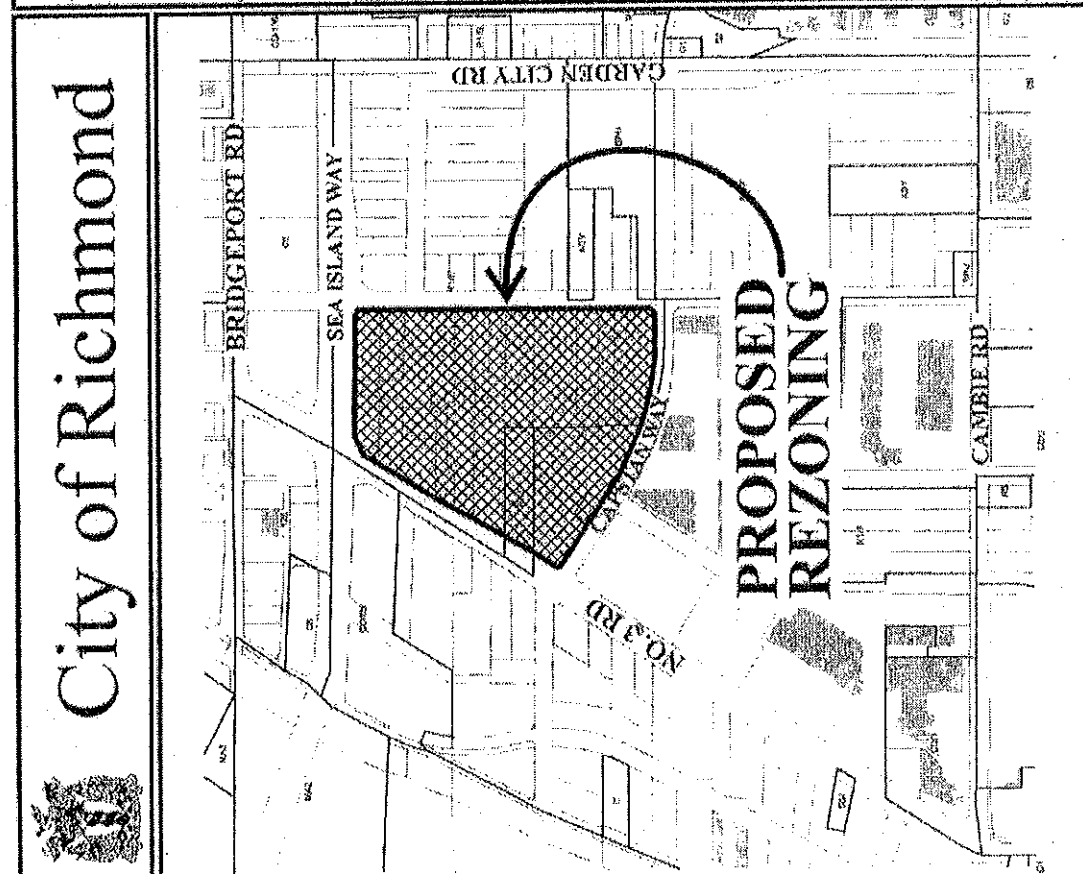 City of Richmond
BRIDGEPORT RD
SEA ISLAND WAY
GARDEN CITY RD
CAPSTAN WAY
NO.3 RD
CAMBIE RD
PROPOSED
REZONING